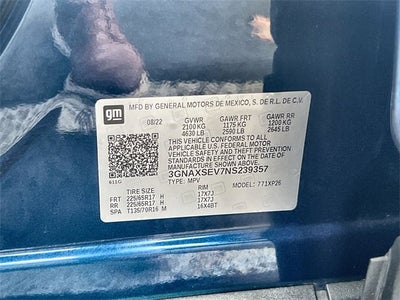 gm
MFD BY GENERAL MOTORS DE MEXICO, S. DE R.L. DE C.V.
08/22 GVWR GAWR FRT GAWR RR
2100 KG 1175 KG 1200 KG
4630 LB 2590 LB 2645 LB
THIS VEHICLE CONFORMS TO ALL
APPLICABLE U.S. FEDERAL MOTOR
VEHICLE SAFETY AND THEFT PREVENTION
STANDARDS IN EFFECT ON THE DATE OF
MANUFACTURE SHOWN ABOVE.
3GNAXSEV7NS239357
611G TYPE: MPV MODEL: 771XP26
TIRE SIZE RIM
FRT 225/65R17 H 17X7J
RR 225/65R17 H 17X7J
SPA T135/70R16 M 16X4BT